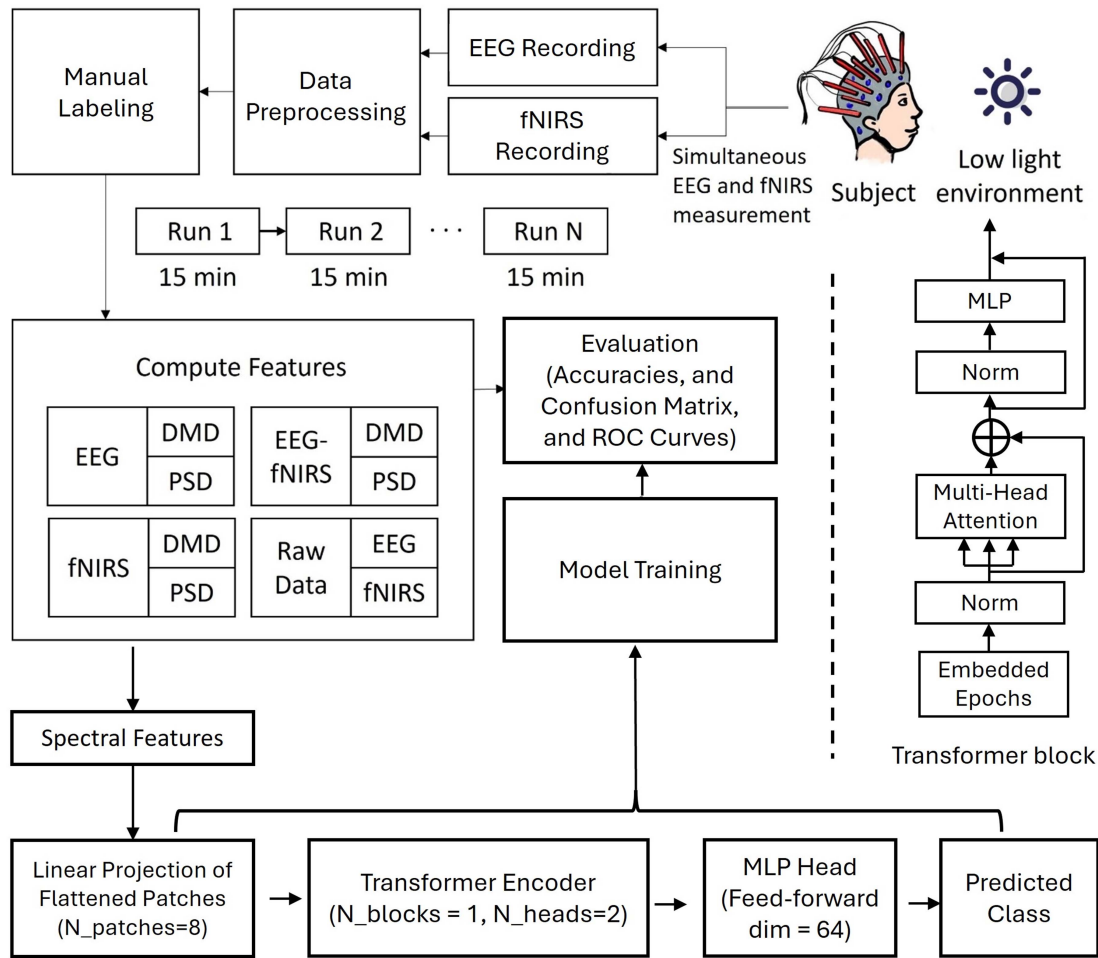 Manual
Labeling
Data
Preprocessing
EEG Recording
fNIRS
Recording
Simultaneous
EEG and fNIRS
measurement
Subject
Low light
environment
Run 1
Run 2
. . .
Run N
15 min
15 min
15 min
Compute Features
EEG
DMD
PSD
EEG-
fNIRS
DMD
PSD
fNIRS
DMD
PSD
Raw
Data
EEG
fNIRS
Evaluation
(Accuracies, and
Confusion Matrix,
and ROC Curves)
Model Training
MLP
Norm
Multi-Head
Attention
Norm
Embedded
Epochs
Transformer block
Spectral Features
Linear Projection of
Flattened Patches
(N_patches=8)
Transformer Encoder
(N_blocks = 1, N_heads=2)
MLP Head
(Feed-forward
dim = 64)
Predicted
Class